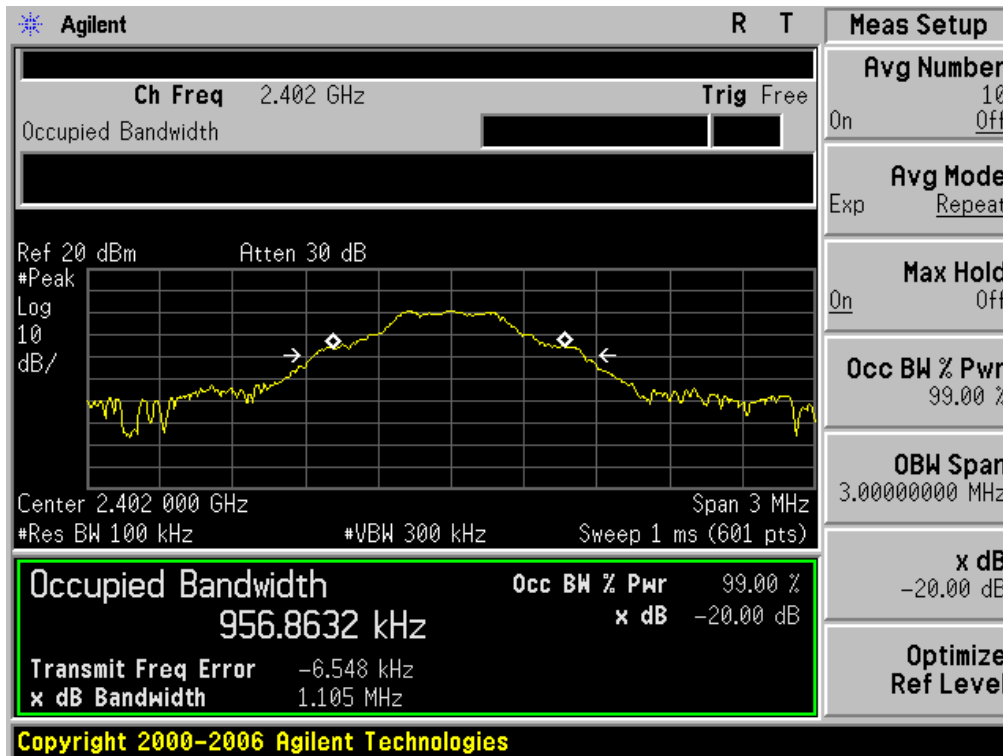 Agilent R T
Meas Setup
Ch Freq 2.402 GHz Trig Free
Occupied Bandwidth
Ref 20 dBm Atten 30 dB
#Peak
Log
10
dB/
Center 2.402 000 GHz Span 3 MHz
#Res BW 100 kHz #VBW 300 kHz Sweep 1 ms (601 pts)
Occupied Bandwidth
956.8632 kHz
Occ BW % Pwr 99.00 %
x dB -20.00 dB
Transmit Freq Error -6.548 kHz
x dB Bandwidth 1.105 MHz
Avg Number
10
On Off
Avg Mode
Exp Repeat
Max Hold
On Off
Occ BW % Pwr
99.00 %
OBW Span
3.00000000 MHz
x dB
-20.00 dB
Optimize
Ref Level
Copyright 2000-2006 Agilent Technologies